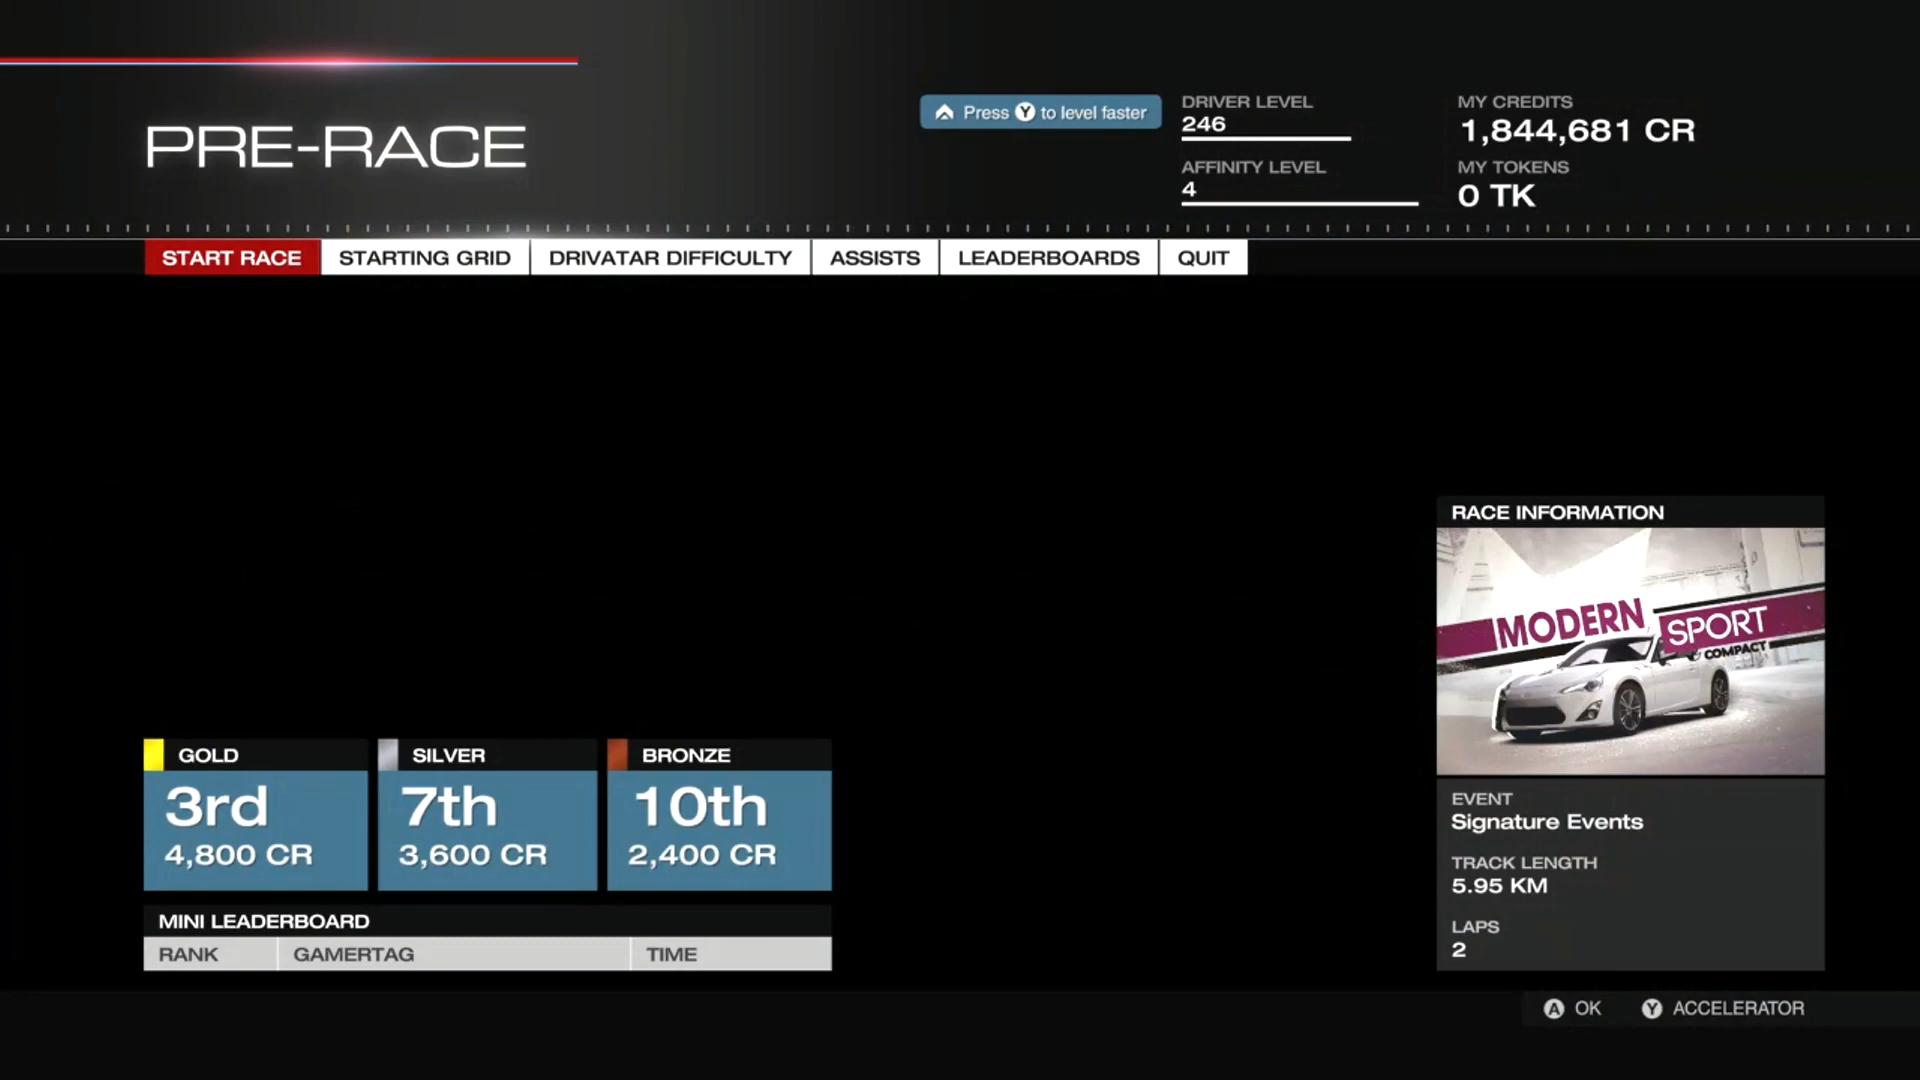 PRE-RACE
Press Y to level faster
DRIVER LEVEL
246
AFFINITY LEVEL
4
MY CREDITS
1,844,681 CR
MY TOKENS
0 TK
START RACE
STARTING GRID
DRIVATAR DIFFICULTY
ASSISTS
LEADERBOARDS
QUIT
RACE INFORMATION
MODERN SPORT
COMPACT
GOLD
3rd
4,800 CR
SILVER
7th
3,600 CR
BRONZE
10th
2,400 CR
EVENT
Signature Events
TRACK LENGTH
5.95 KM
LAPS
2
MINI LEADERBOARD
RANK GAMERTAG TIME
A OK Y ACCELERATOR